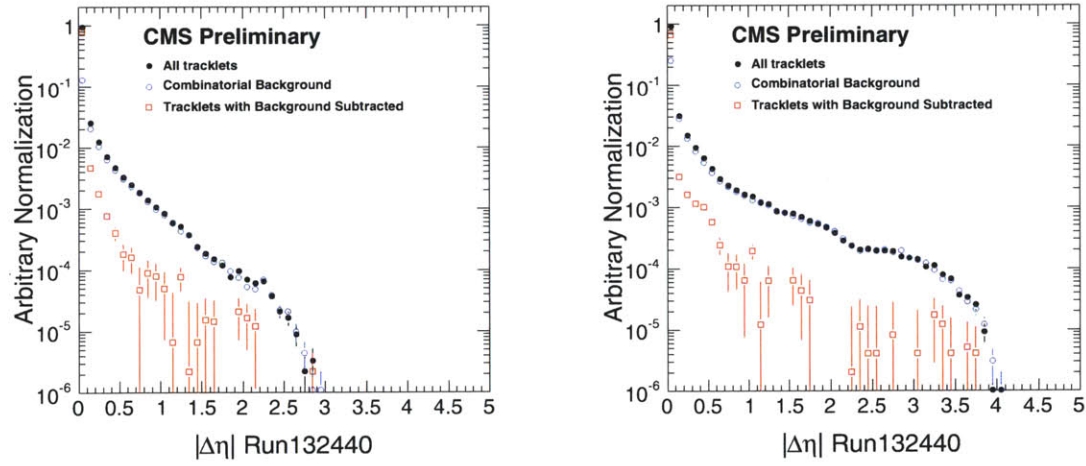 CMS Preliminary
All tracklets
Combinatorial Background
Tracklets with Background Subtracted
Arbitrary Normalization
1
10⁻¹
10⁻²
10⁻³
10⁻⁴
10⁻⁵
10⁻⁶
0 0.5 1 1.5 2 2.5 3 3.5 4 4.5 5
|Δη| Run132440
CMS Preliminary
All tracklets
Combinatorial Background
Tracklets with Background Subtracted
Arbitrary Normalization
1
10⁻¹
10⁻²
10⁻³
10⁻⁴
10⁻⁵
10⁻⁶
0 0.5 1 1.5 2 2.5 3 3.5 4 4.5 5
|Δη| Run132440